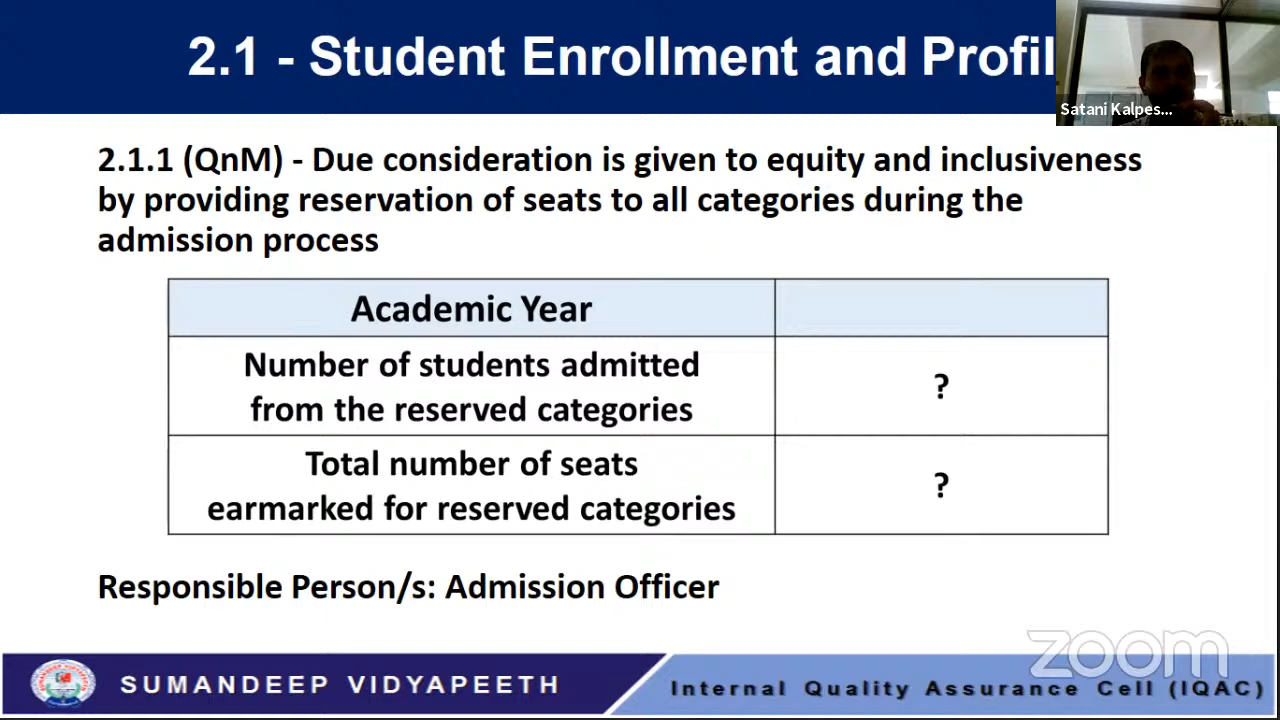 2.1 - Student Enrollment and Profil
Satani Kalpes...
2.1.1 (QnM) - Due consideration is given to equity and inclusiveness
by providing reservation of seats to all categories during the
admission process
Academic Year
Number of students admitted
from the reserved categories
?
Total number of seats
earmarked for reserved categories
?
Responsible Person/s: Admission Officer
zoom
SUMANDEEP VIDYAPEETH
Internal Quality Assurance Cell (IQAC)